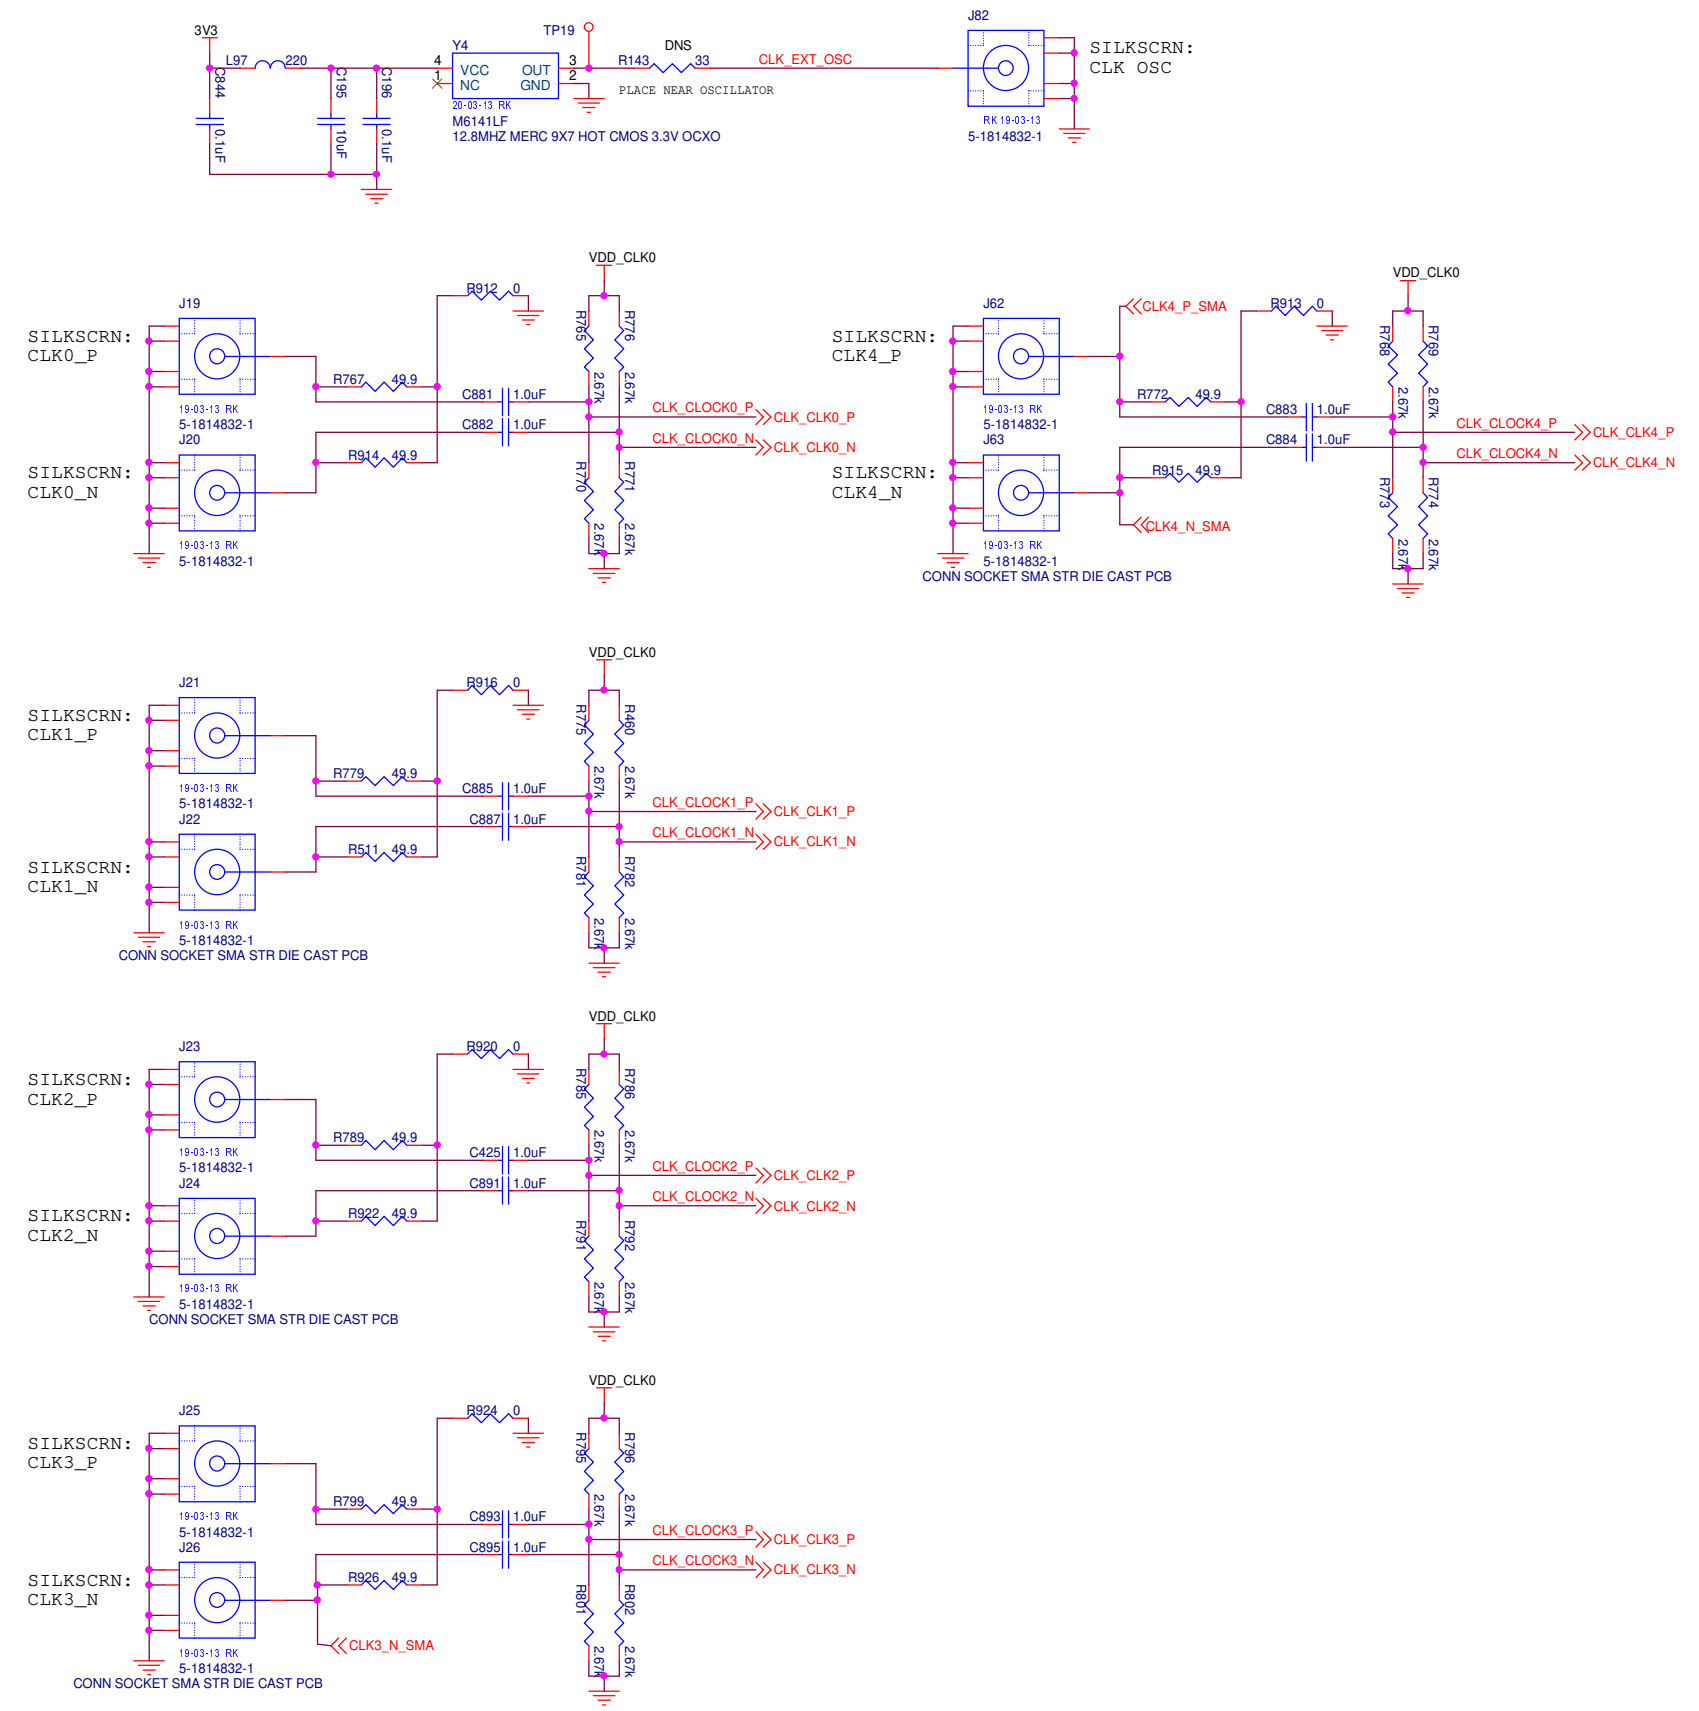 3V3
L97 220
C844
0.1uF
C195
10uF
C196
0.1uF
Y4
4
1
VCC
NC
OUT
GND
3
2
20-03-13 RK
M6141LF
12.8MHZ MERC 9X7 HOT CMOS 3.3V OCXO
TP19
DNS
R143 33
PLACE NEAR OSCILLATOR
CLK_EXT_OSC
J82
RK 19-03-13
5-1814832-1
SILKSCRN:
CLK OSC
J19
SILKSCRN:
CLK0_P
19-03-13 RK
5-1814832-1
J20
SILKSCRN:
CLK0_N
19-03-13 RK
5-1814832-1
R912 0
R767 49.9
R914 49.9
C881 1.0uF
C882 1.0uF
VDD_CLK0
R765
2.67k
R776
2.67k
R770
2.67k
R771
2.67k
CLK_CLOCK0_P
CLK_CLK0_P
CLK_CLOCK0_N
CLK_CLK0_N
J62
SILKSCRN:
CLK4_P
19-03-13 RK
5-1814832-1
J63
SILKSCRN:
CLK4_N
19-03-13 RK
5-1814832-1
CONN SOCKET SMA STR DIE CAST PCB
CLK4_P_SMA
CLK4_N_SMA
R913 0
R772 49.9
R915 49.9
C883 1.0uF
C884 1.0uF
VDD_CLK0
R768
2.67k
R769
2.67k
R773
2.67k
R774
2.67k
CLK_CLOCK4_P
CLK_CLK4_P
CLK_CLOCK4_N
CLK_CLK4_N
J21
SILKSCRN:
CLK1_P
19-03-13 RK
5-1814832-1
J22
SILKSCRN:
CLK1_N
19-03-13 RK
5-1814832-1
CONN SOCKET SMA STR DIE CAST PCB
R916 0
R779 49.9
R511 49.9
C885 1.0uF
C887 1.0uF
VDD_CLK0
R775
2.67k
R460
2.67k
R781
2.67k
R782
2.67k
CLK_CLOCK1_P
CLK_CLK1_P
CLK_CLOCK1_N
CLK_CLK1_N
J23
SILKSCRN:
CLK2_P
19-03-13 RK
5-1814832-1
J24
SILKSCRN:
CLK2_N
19-03-13 RK
5-1814832-1
CONN SOCKET SMA STR DIE CAST PCB
R920 0
R789 49.9
R922 49.9
C425 1.0uF
C891 1.0uF
VDD_CLK0
R785
2.67k
R786
2.67k
R791
2.67k
R792
2.67k
CLK_CLOCK2_P
CLK_CLK2_P
CLK_CLOCK2_N
CLK_CLK2_N
J25
SILKSCRN:
CLK3_P
19-03-13 RK
5-1814832-1
J26
SILKSCRN:
CLK3_N
19-03-13 RK
5-1814832-1
CONN SOCKET SMA STR DIE CAST PCB
CLK3_N_SMA
R924 0
R799 49.9
R926 49.9
C893 1.0uF
C895 1.0uF
VDD_CLK0
R795
2.67k
R796
2.67k
R801
2.67k
R802
2.67k
CLK_CLOCK3_P
CLK_CLK3_P
CLK_CLOCK3_N
CLK_CLK3_N